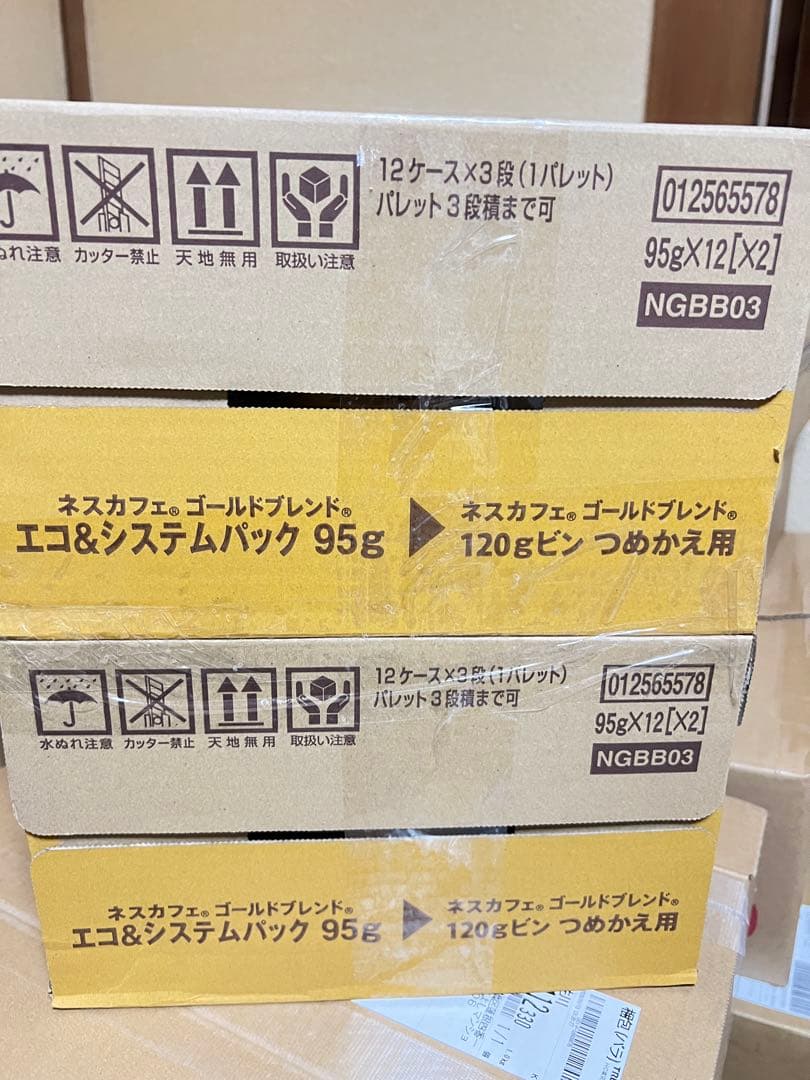 ぬれ注意
カッター禁止
天地無用
取扱い注意
12ケース×3段(1パレット)
パレット3段積まで可
012565578
95g×12[×2]
NGBB03
ネスカフェ® ゴールドブレンド®
エコ&システムパック 95g
ネスカフェ® ゴールドブレンド®
120gビン つめかえ用
水ぬれ注意
カッター禁止
天地無用
取扱い注意
12ケース×3段(1パレット)
パレット3段積まで可
012565578
95g×12[×2]
NGBB03
ネスカフェ® ゴールドブレンド®
エコ&システムパック 95g
ネスカフェ® ゴールドブレンド®
120gビン つめかえ用
330
1/1